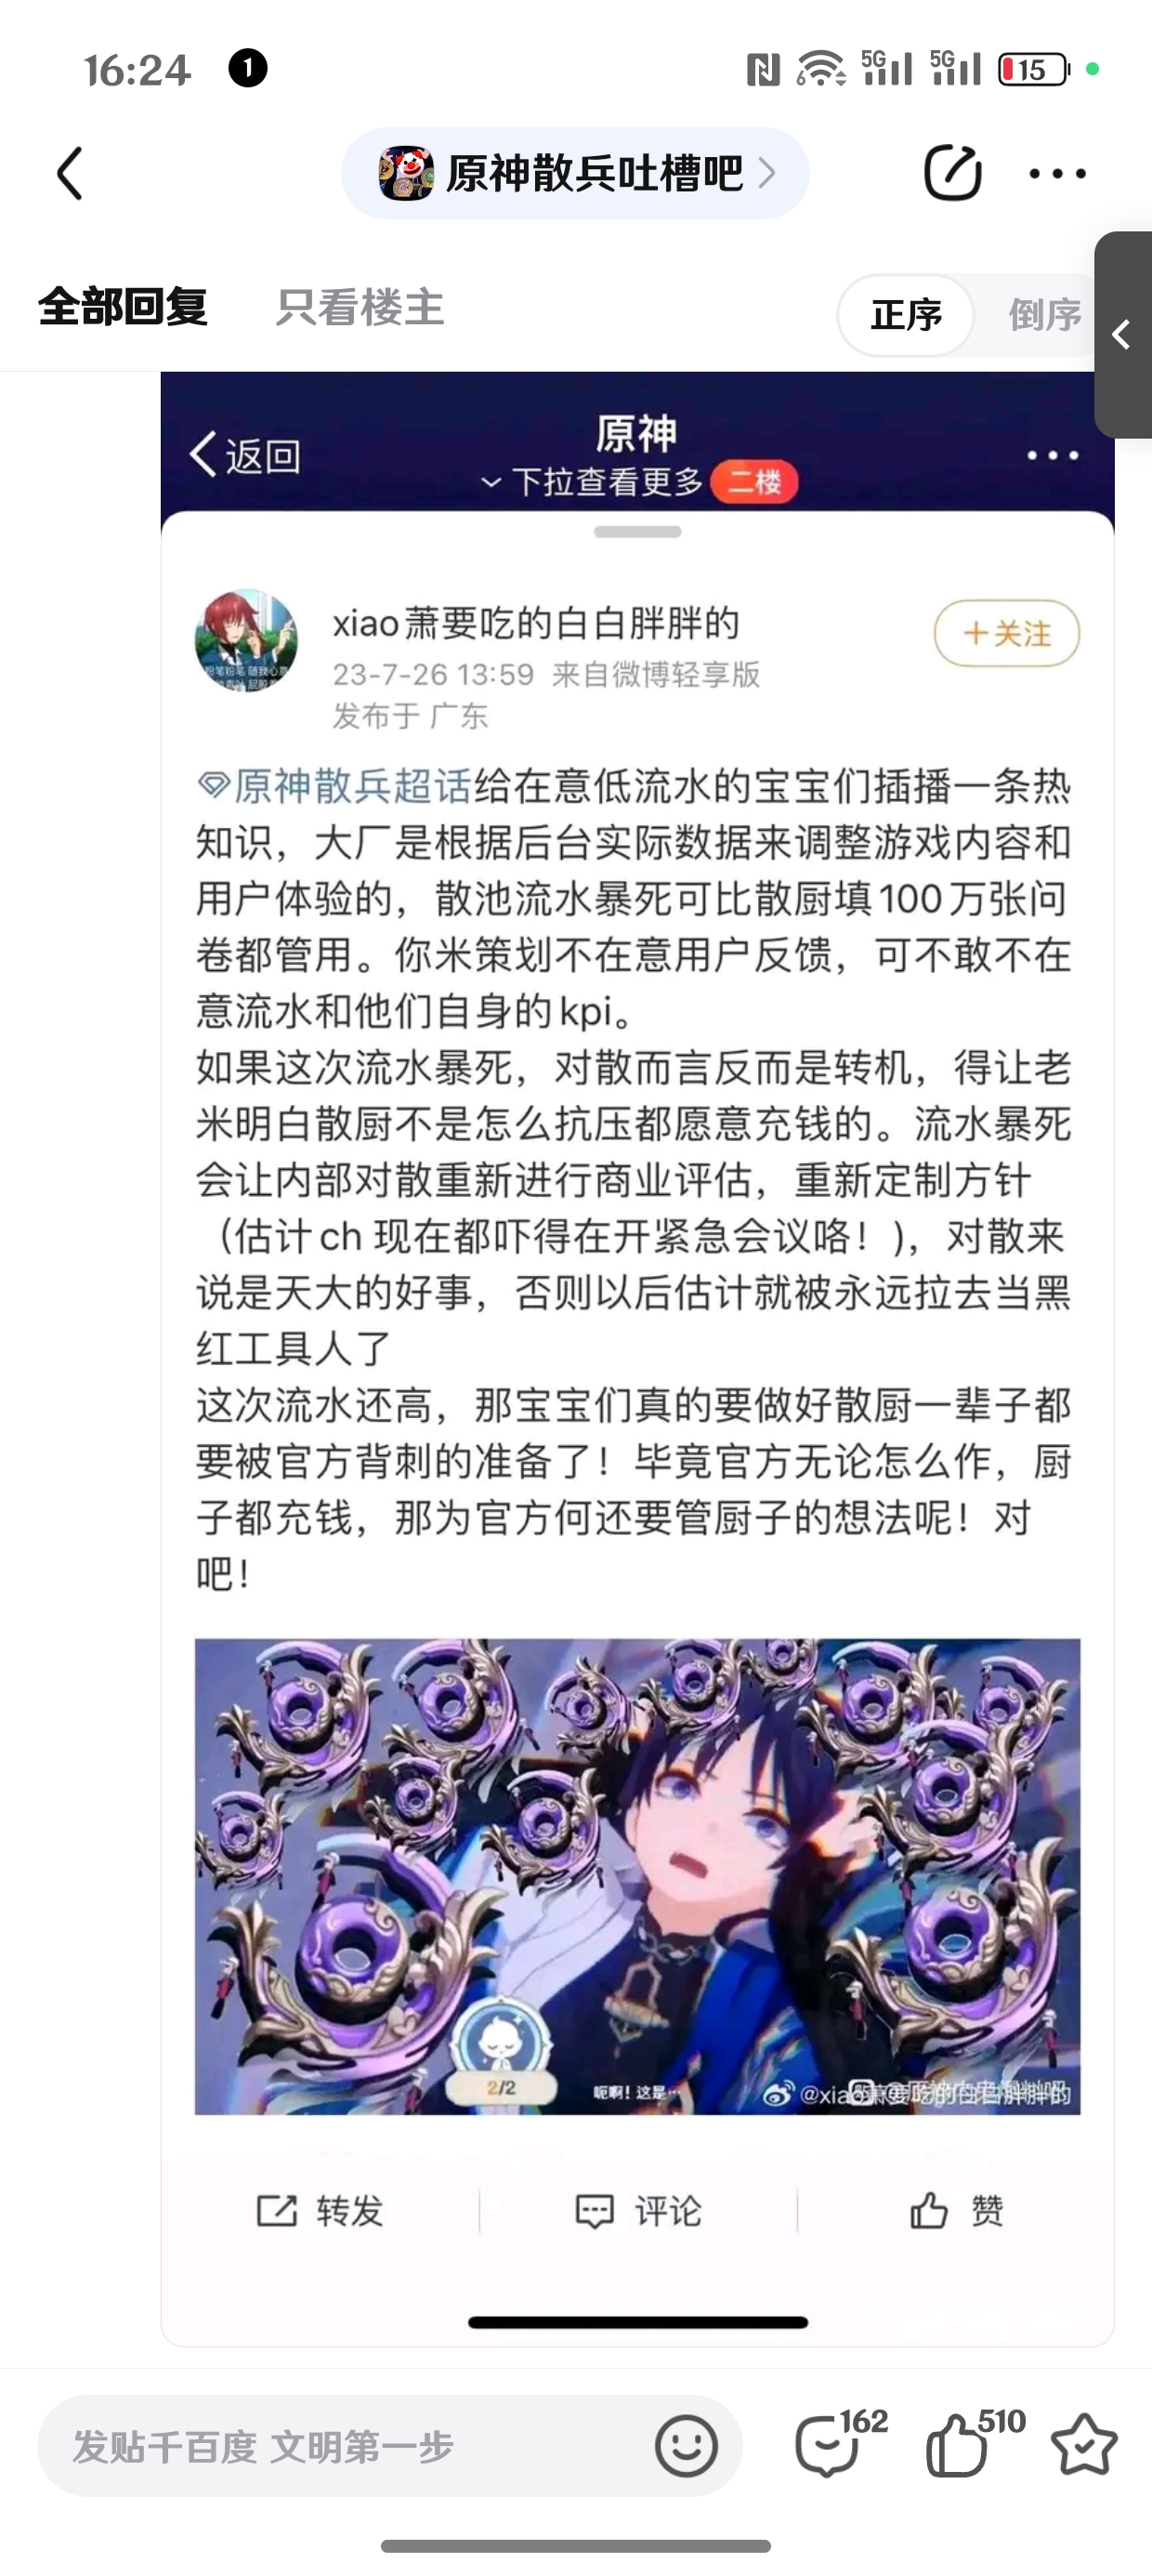 16:24
1
6
5G
5G
15
原神散兵吐槽吧
全部回复
只看楼主
正序
倒序
返回
原神
下拉查看更多
二楼
xiao萧要吃的白白胖胖的
+关注
23-7-26 13:59 来自微博轻享版
发布于 广东
原神散兵超话给在意低流水的宝宝们插播一条热
知识，大厂是根据后台实际数据来调整游戏内容和
用户体验的，散池流水暴死可比散厨填100万张问
卷都管用。你米策划不在意用户反馈，可不敢不在
意流水和他们自身的kpi。
如果这次流水暴死，对散而言反而是转机，得让老
米明白散厨不是怎么抗压都愿意充钱的。流水暴死
会让内部对散重新进行商业评估，重新定制方针
（估计ch 现在都吓得在开紧急会议咯！），对散来
说是天大的好事，否则以后估计就被永远拉去当黑
红工具人了
这次流水还高，那宝宝们真的要做好散厨一辈子都
要被官方背刺的准备了！毕竟官方无论怎么作，厨
子都充钱，那为官方何还要管厨子的想法呢！对
吧！
2/2
呃啊！这是…
转发
评论
赞
发贴千百度 文明第一步
162
510